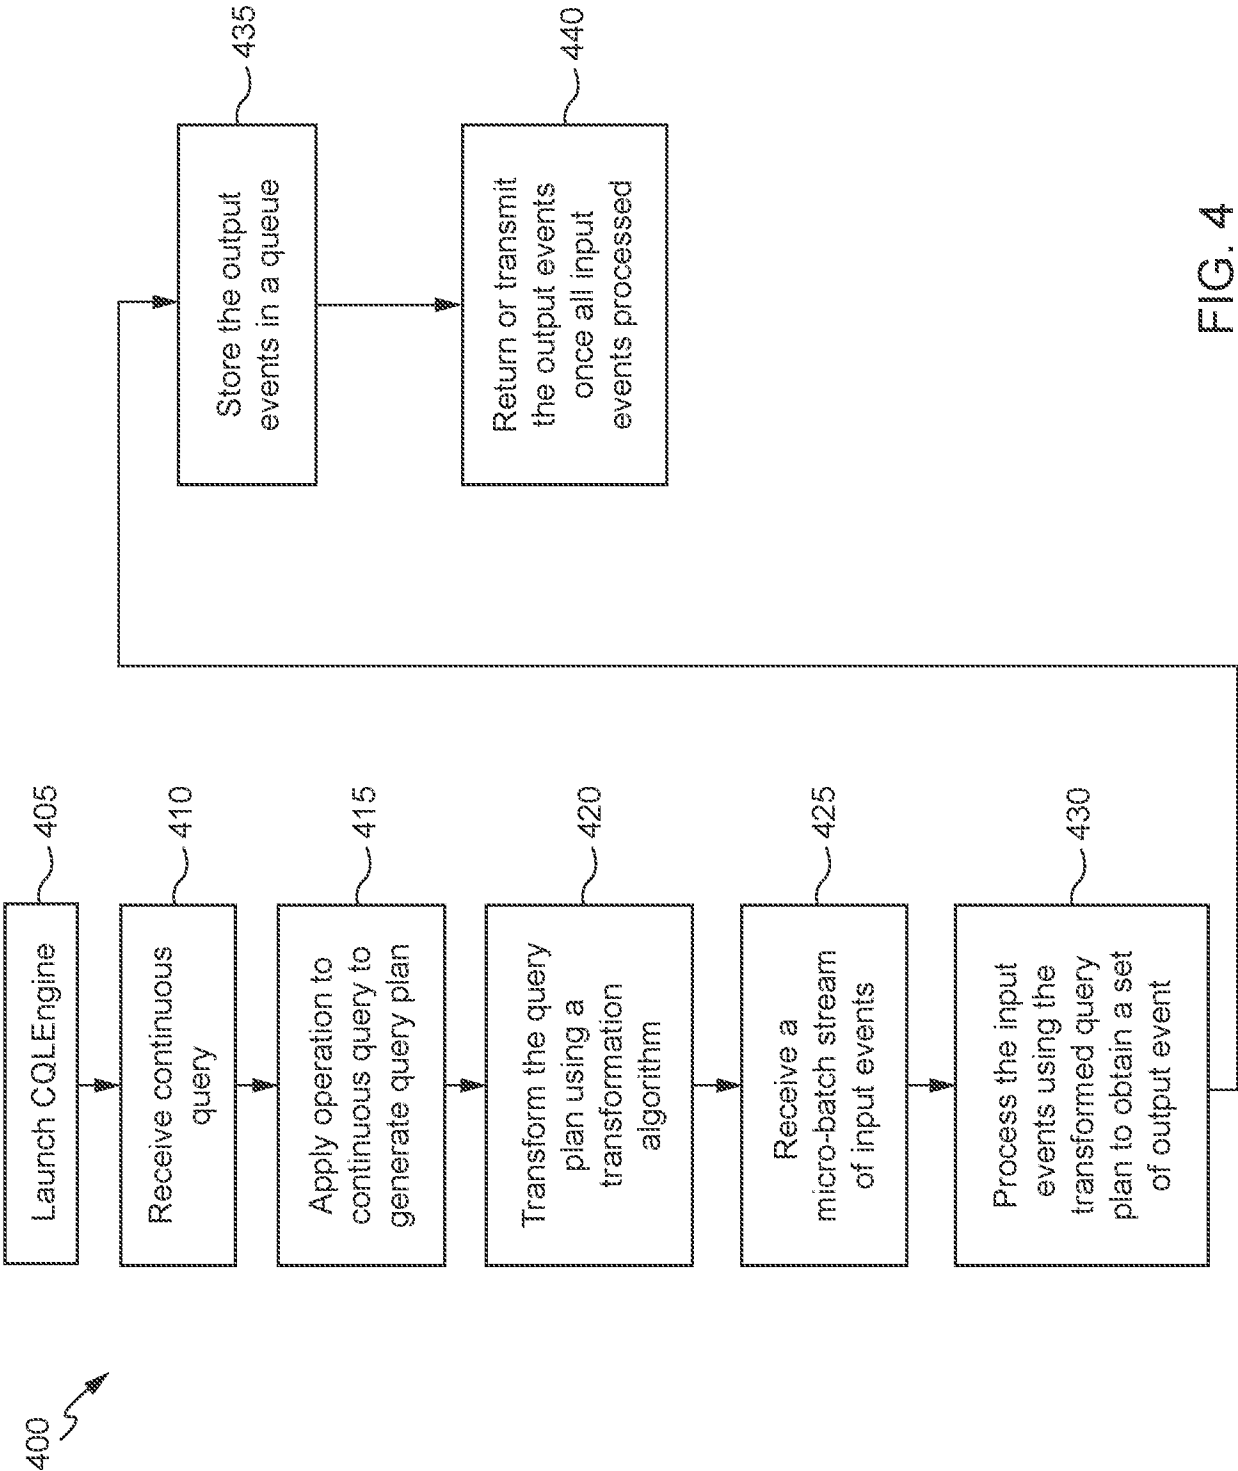 400
Launch CQLEngine
405
Receive continuous
query
410
Apply operation to
continuous query to
generate query plan
415
Transform the query
plan using a
transformation
algorithm
420
Receive a
micro-batch stream
of input events
425
Process the input
events using the
transformed query
plan to obtain a set
of output event
430
Store the output
events in a queue
435
Return or transmit
the output events
once all input
events processed
440
FIG. 4